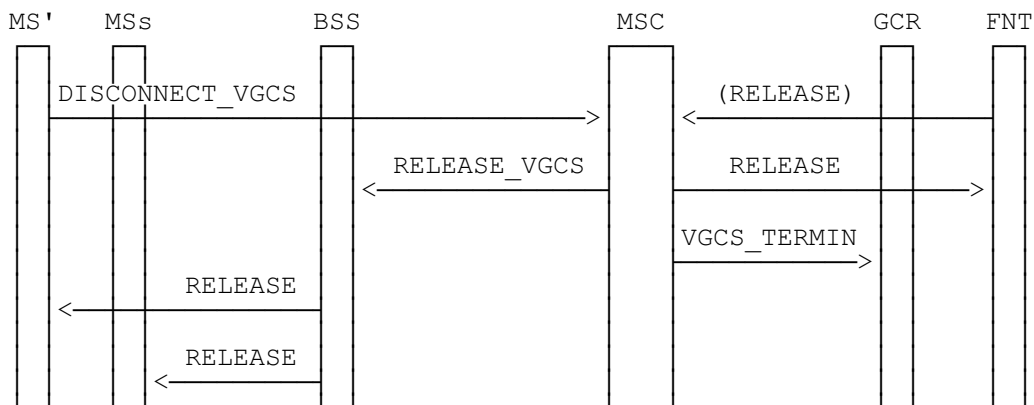 MS' MSs BSS MSC GCR FNT
DISCONNECT_VGCS (RELEASE)
RELEASE_VGCS RELEASE
VGCS_TERMIN
RELEASE
RELEASE